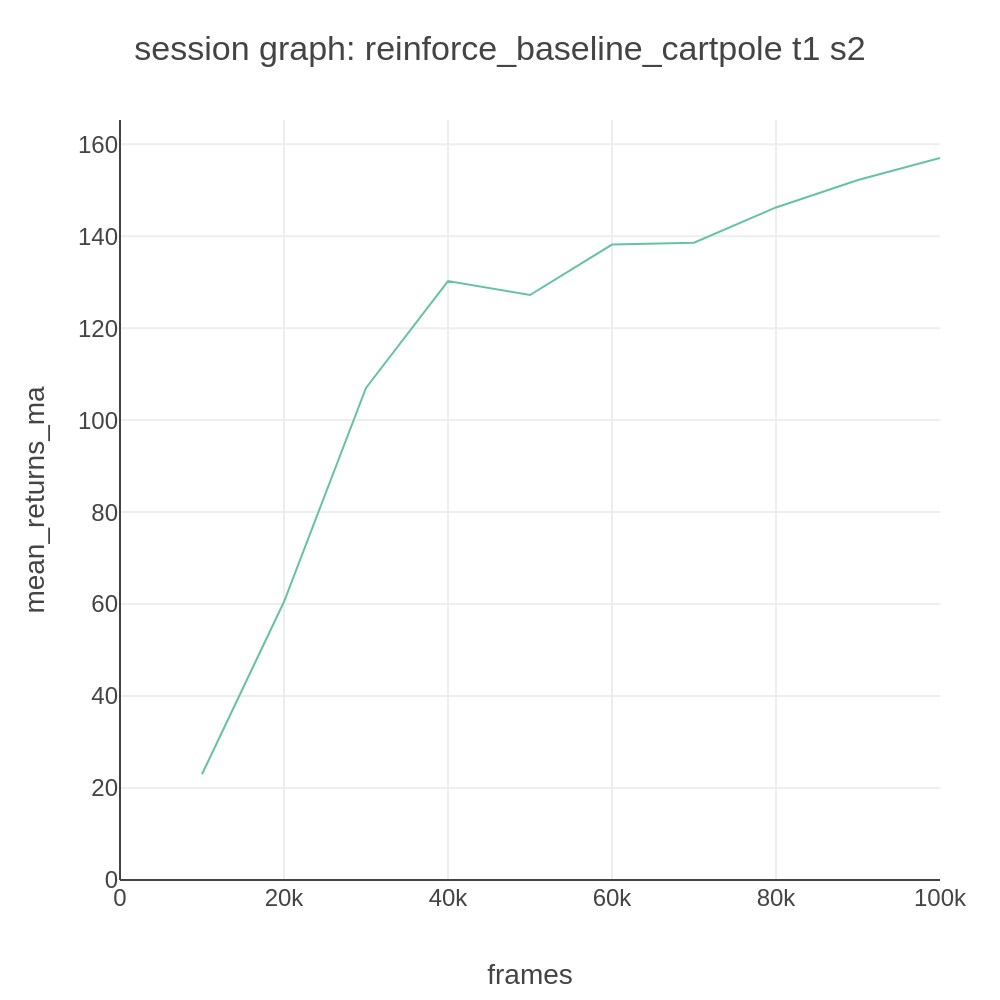 session graph: reinforce_baseline_cartpole t1 s2
160
140
120
100
80
60
40
20
0
mean_returns_ma
0
20k
40k
60k
80k
100k
frames